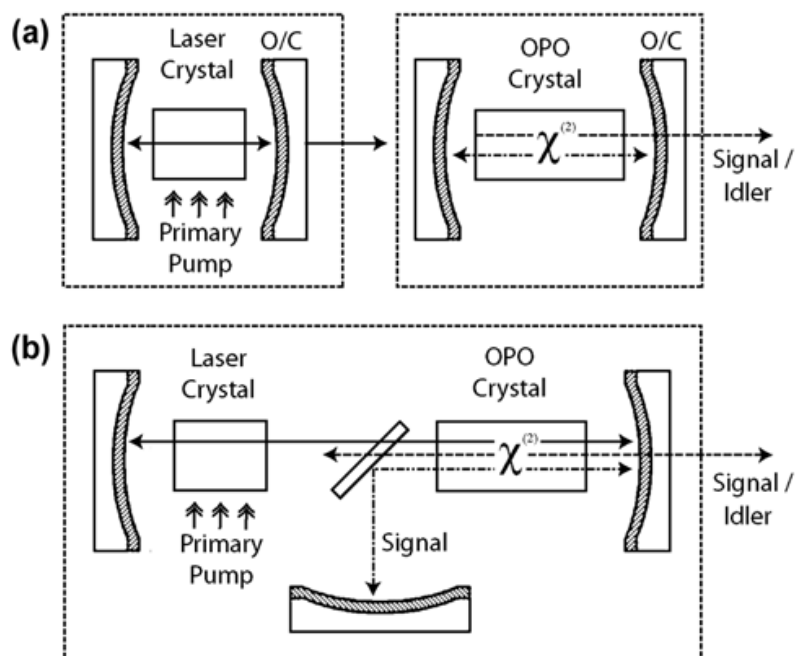 (a)
Laser
Crystal
O/C
Primary
Pump
OPO
Crystal
O/C
χ(2)
Signal /
Idler
(b)
Laser
Crystal
OPO
Crystal
χ(2)
Primary
Pump
Signal
Signal /
Idler